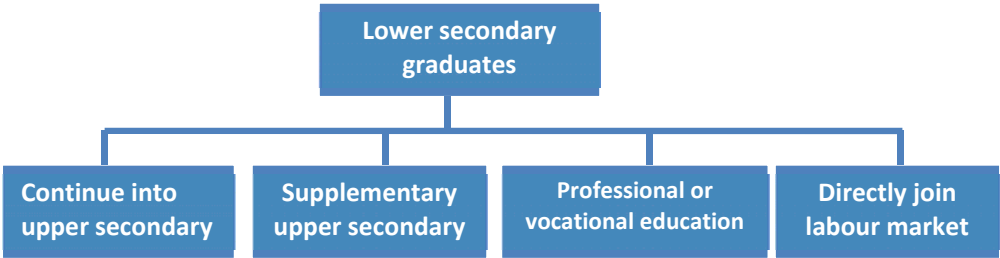 Lower secondary
graduates
Continue into
upper secondary
Supplementary
upper secondary
Professional or
vocational education
Directly join
labour market